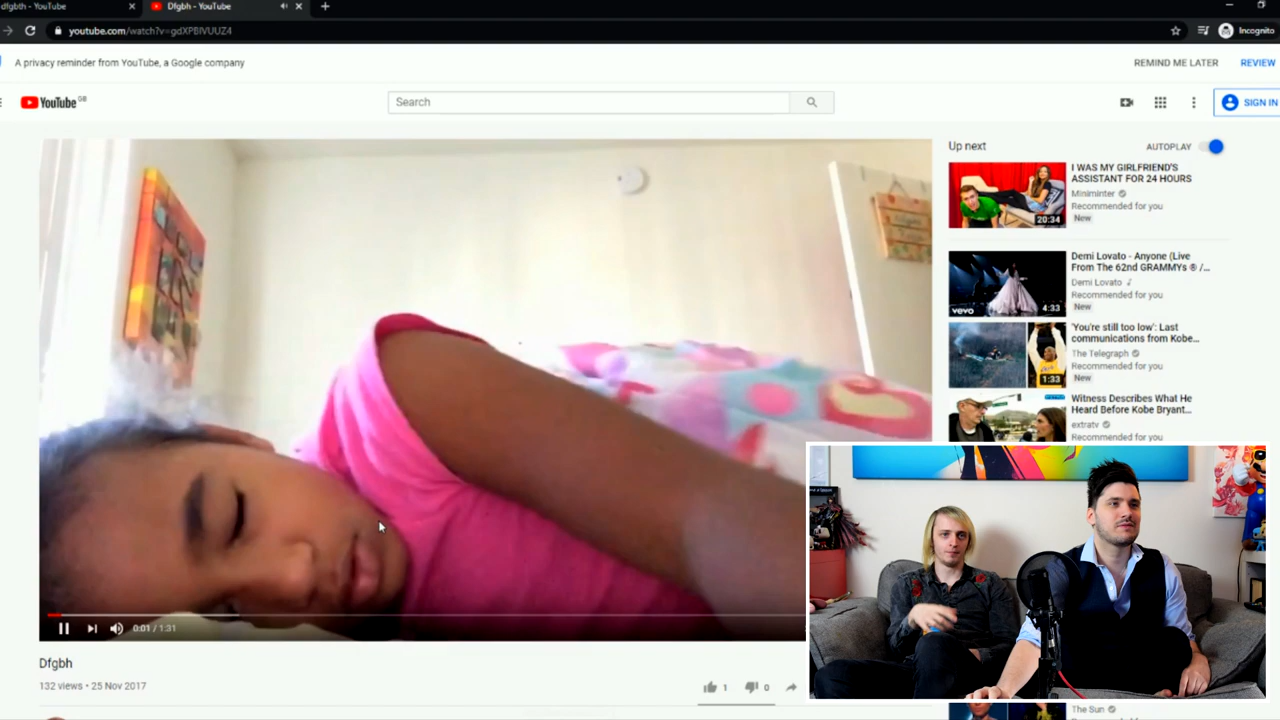 dfgbth - YouTube
Dfgbh - YouTube
youtube.com/watch?v=gdXPBIVUUZ4
Incognito
A privacy reminder from YouTube, a Google company
REMIND ME LATER
REVIEW
YouTube GB
Search
SIGN IN
Up next
AUTOPLAY
I WAS MY GIRLFRIEND'S
ASSISTANT FOR 24 HOURS
Miniminter
Recommended for you
New
20:34
Demi Lovato - Anyone (Live
From The 62nd GRAMMYs ® /...
Demi Lovato
Recommended for you
New
vevo
4:33
'You're still too low': Last
communications from Kobe...
The Telegraph
Recommended for you
New
1:33
Witness Describes What He
Heard Before Kobe Bryant...
extratv
Recommended for you
0:01 / 1:31
Dfgbh
132 views • 25 Nov 2017
1
0
The Sun